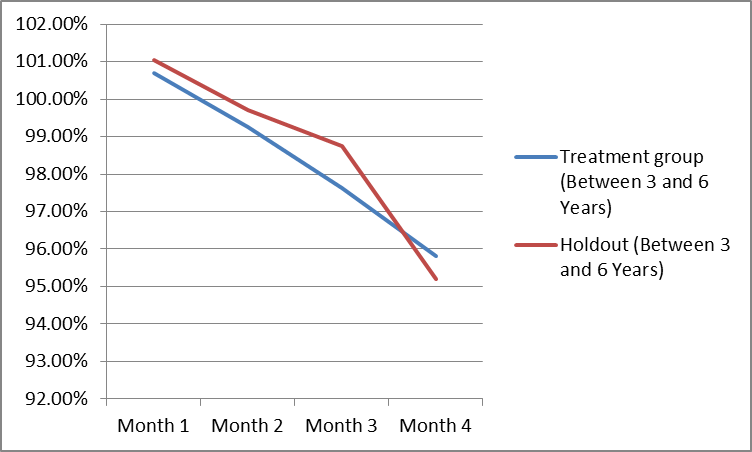 102.00%
101.00%
100.00%
99.00%
98.00%
97.00%
96.00%
95.00%
94.00%
93.00%
92.00%
Month 1 Month 2 Month 3 Month 4
Treatment group
(Between 3 and 6
Years)
Holdout (Between 3
and 6 Years)